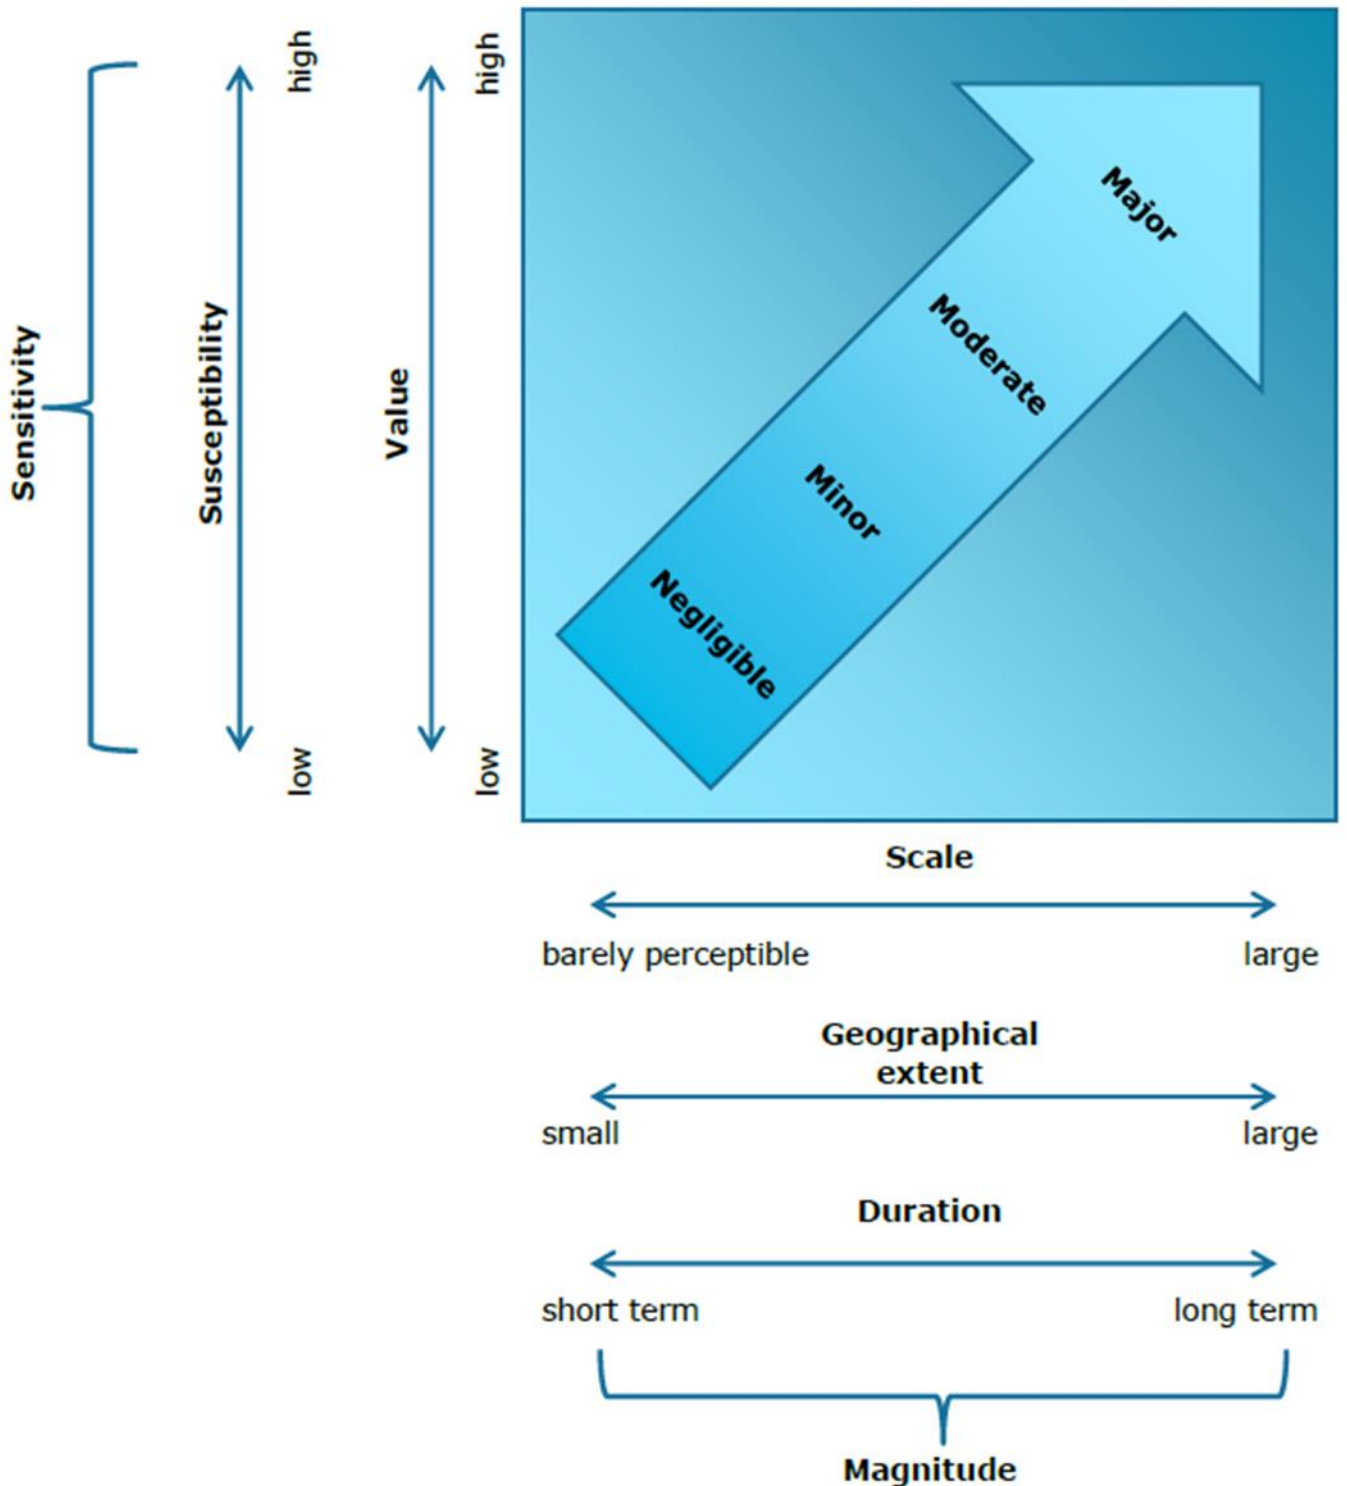 Sensitivity
Susceptibility
high
low
Value
high
low
Major
Moderate
Minor
Negligible
Scale
barely perceptible large
Geographical
extent
small large
Duration
short term long term
Magnitude